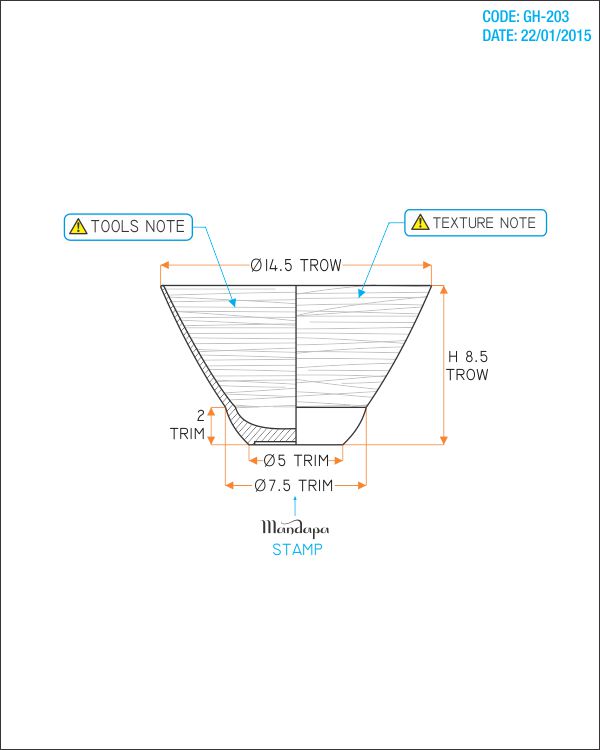 CODE: GH-203
DATE: 22/01/2015
TOOLS NOTE
TEXTURE NOTE
Ø14.5 TROW
H 8.5
TROW
2
TRIM
Ø5 TRIM
Ø7.5 TRIM
Mandapa
STAMP